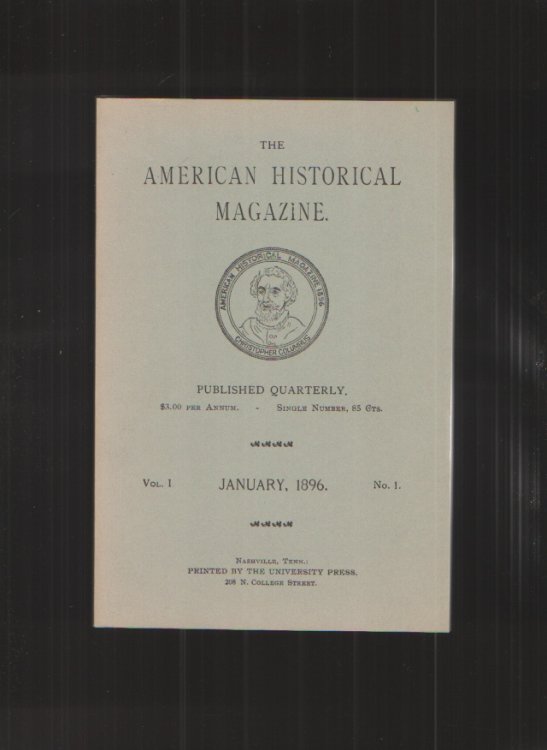 THE
AMERICAN HISTORICAL
MAGAZINE.
AMERICAN HISTORICAL MAGAZINE 1896
CHRISTOPHER COLUMBUS
PUBLISHED QUARTERLY.
$3.00 PER ANNUM. - SINGLE NUMBER, 85 CTS.
VOL. 1 JANUARY, 1896. No. 1.
NASHVILLE, TENN.:
PRINTED BY THE UNIVERSITY PRESS,
208 N. COLLEGE STREET.